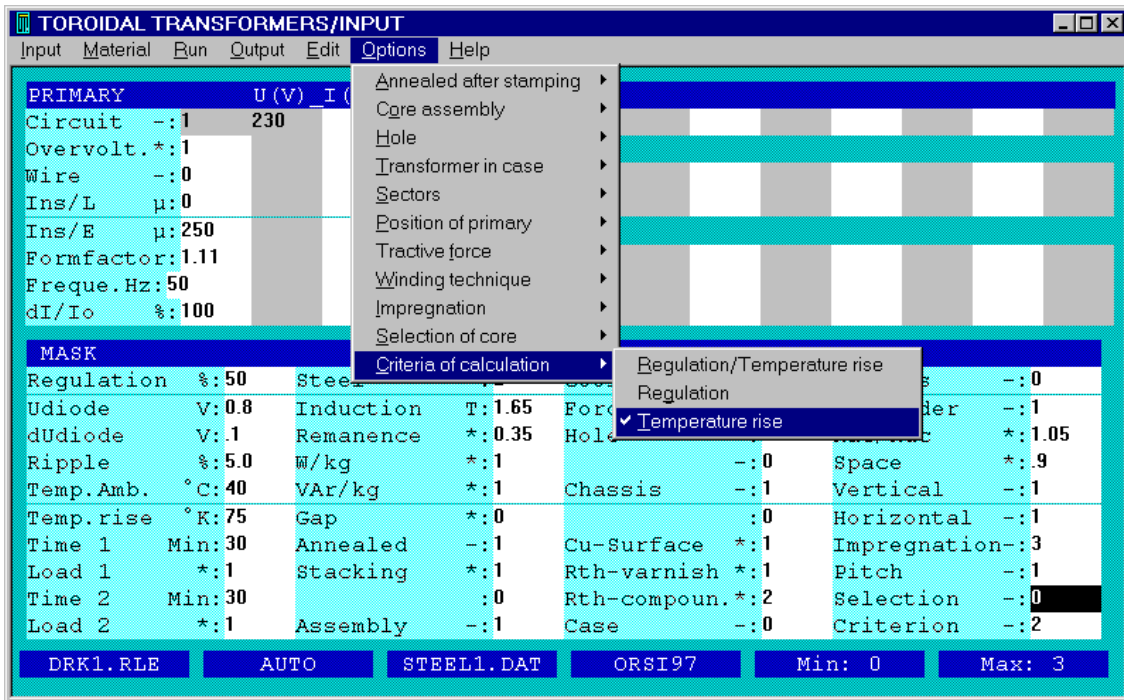 TOROIDAL TRANSFORMERS/INPUT
Input Material Run Output Edit Options Help
Annealed after stamping
Core assembly
Hole
Transformer in case
Sectors
Position of primary
Tractive force
Winding technique
Impregnation
Selection of core
Criteria of calculation
Regulation/Temperature rise
Regulation
Temperature rise
PRIMARY U(V)_I(
Circuit -:1 230
Overvolt.*:1
Wire -:0
Ins/L µ:0
Ins/E µ:250
Formfactor:1.11
Freque.Hz:50
dI/Io %:100
MASK
Regulation %:50 Steel -:0
Udiode V:0.8 Induction T:1.65 der -:1
dUdiode V:.1 Remanence *:0.35 Hole *:1.05
Ripple %:5.0 W/kg *:1 -:0 Space *:.9
Temp.Amb. °C:40 VAr/kg *:1 Chassis -:1 Vertical -:1
Temp.rise °K:75 Gap *:0 :0 Horizontal -:1
Time 1 Min:30 Annealed -:1 Cu-Surface *:1 Impregnation-:3
Load 1 *:1 Stacking *:1 Rth-varnish *:1 Pitch -:1
Time 2 Min:30 :0 Rth-compoun.*:2 Selection -:0
Load 2 *:1 Assembly -:1 Case -:0 Criterion -:2
DRK1.RLE AUTO STEEL1.DAT ORSI97 Min: 0 Max: 3